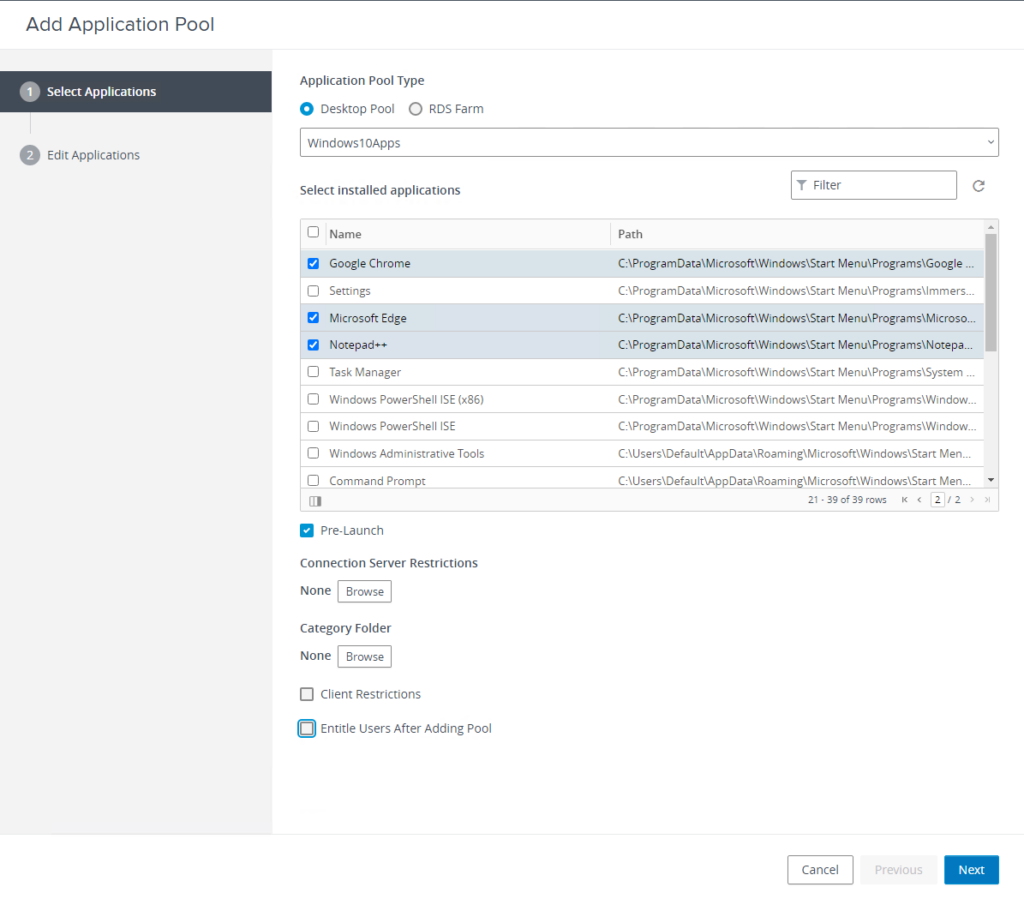 Add Application Pool
1 Select Applications
2 Edit Applications
Application Pool Type
Desktop Pool RDS Farm
Windows10Apps
Select installed applications
Filter
Name Path
Google Chrome C:\ProgramData\Microsoft\Windows\Start Menu\Programs\Google ...
Settings C:\ProgramData\Microsoft\Windows\Start Menu\Programs\Immers...
Microsoft Edge C:\ProgramData\Microsoft\Windows\Start Menu\Programs\Microso...
Notepad++ C:\ProgramData\Microsoft\Windows\Start Menu\Programs\Notepa...
Task Manager C:\ProgramData\Microsoft\Windows\Start Menu\Programs\System ...
Windows PowerShell ISE (x86) C:\ProgramData\Microsoft\Windows\Start Menu\Programs\Window...
Windows PowerShell ISE C:\ProgramData\Microsoft\Windows\Start Menu\Programs\Window...
Windows Administrative Tools C:\Users\Default\AppData\Roaming\Microsoft\Windows\Start Men...
Command Prompt C:\Users\Default\AppData\Roaming\Microsoft\Windows\Start Men...
21 - 39 of 39 rows 2 / 2
Pre-Launch
Connection Server Restrictions
None Browse
Category Folder
None Browse
Client Restrictions
Entitle Users After Adding Pool
Cancel Previous Next